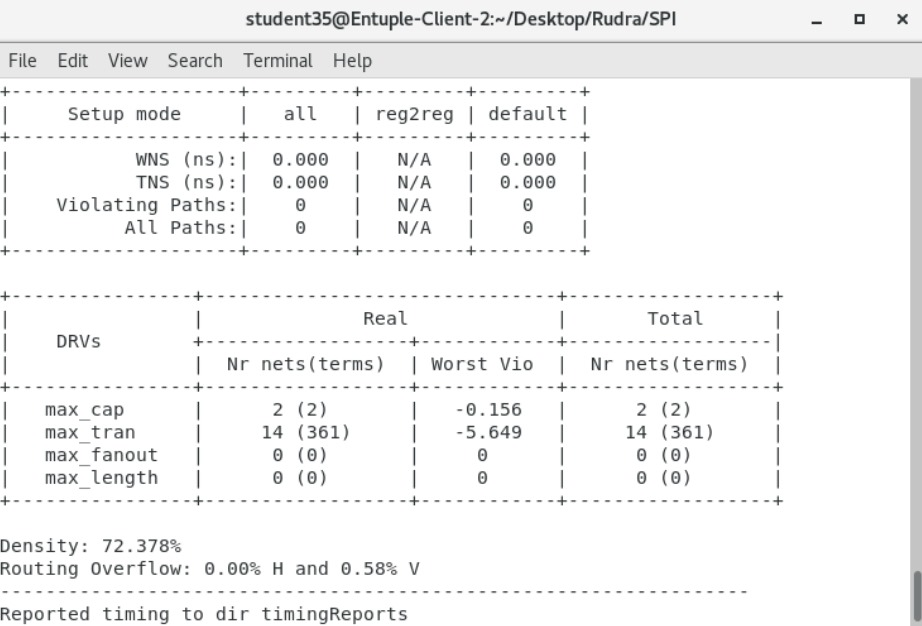 student35@Entuple-Client-2:~/Desktop/Rudra/SPI
File Edit View Search Terminal Help
+--------------------+---------+---------+---------+
|     Setup mode     |   all   | reg2reg | default |
+--------------------+---------+---------+---------+
|           WNS (ns):|  0.000  |   N/A   |  0.000  |
|           TNS (ns):|  0.000  |   N/A   |  0.000  |
|    Violating Paths:|    0    |   N/A   |    0    |
|          All Paths:|    0    |   N/A   |    0    |
+--------------------+---------+---------+---------+

+----------------+-------------------------------+------------------+
|                |              Real             |       Total      |
|    DRVs        +------------------+------------+------------------|
|                |  Nr nets(terms)  | Worst Vio  |  Nr nets(terms)  |
+----------------+------------------+------------+------------------+
|   max_cap      |      2 (2)       |   -0.156   |      2 (2)       |
|   max_tran     |     14 (361)     |   -5.649   |     14 (361)     |
|   max_fanout   |      0 (0)       |     0      |      0 (0)       |
|   max_length   |      0 (0)       |     0      |      0 (0)       |
+----------------+------------------+------------+------------------+

Density: 72.378%
Routing Overflow: 0.00% H and 0.58% V
------------------------------------------------------------------
Reported timing to dir timingReports